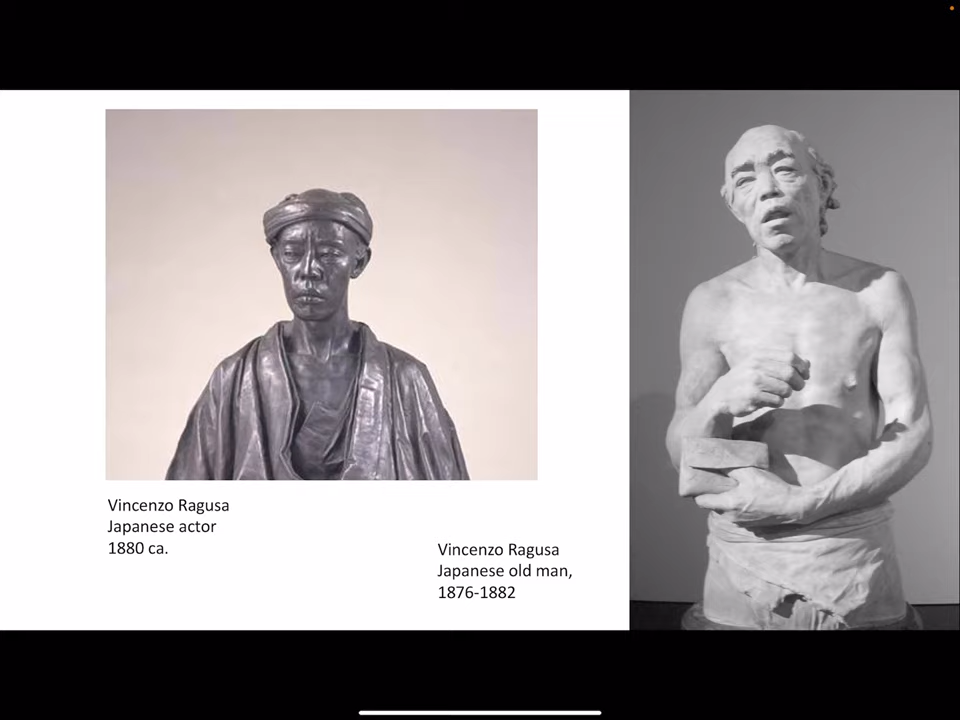 Vincenzo Ragusa
Japanese actor
1880 ca.
Vincenzo Ragusa
Japanese old man,
1876-1882